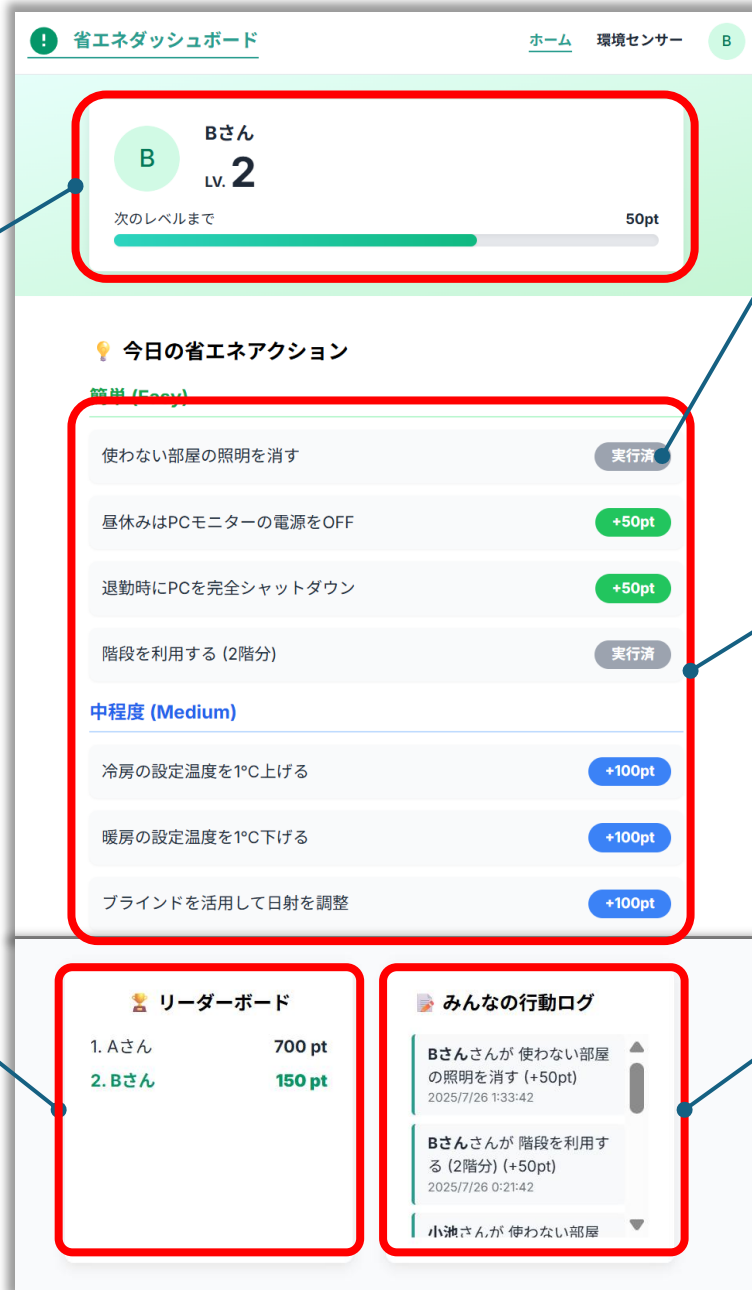 省エネダッシュボード
ホーム 環境センサー B
B
Bさん
LV. 2
次のレベルまで 50pt
今日の省エネアクション
簡単 (Easy)
使わない部屋の照明を消す 実行済
昼休みはPCモニターの電源をOFF +50pt
退勤時にPCを完全シャットダウン +50pt
階段を利用する (2階分) 実行済
中程度 (Medium)
冷房の設定温度を1°C上げる +100pt
暖房の設定温度を1°C下げる +100pt
ブラインドを活用して日射を調整 +100pt
リーダーボード
1. Aさん 700 pt
2. Bさん 150 pt
みんなの行動ログ
Bさんさんが 使わない部屋
の照明を消す (+50pt)
2025/7/26 1:33:42
Bさんさんが 階段を利用す
る (2階分) (+50pt)
2025/7/26 0:21:42
小池さんが 使わない部屋